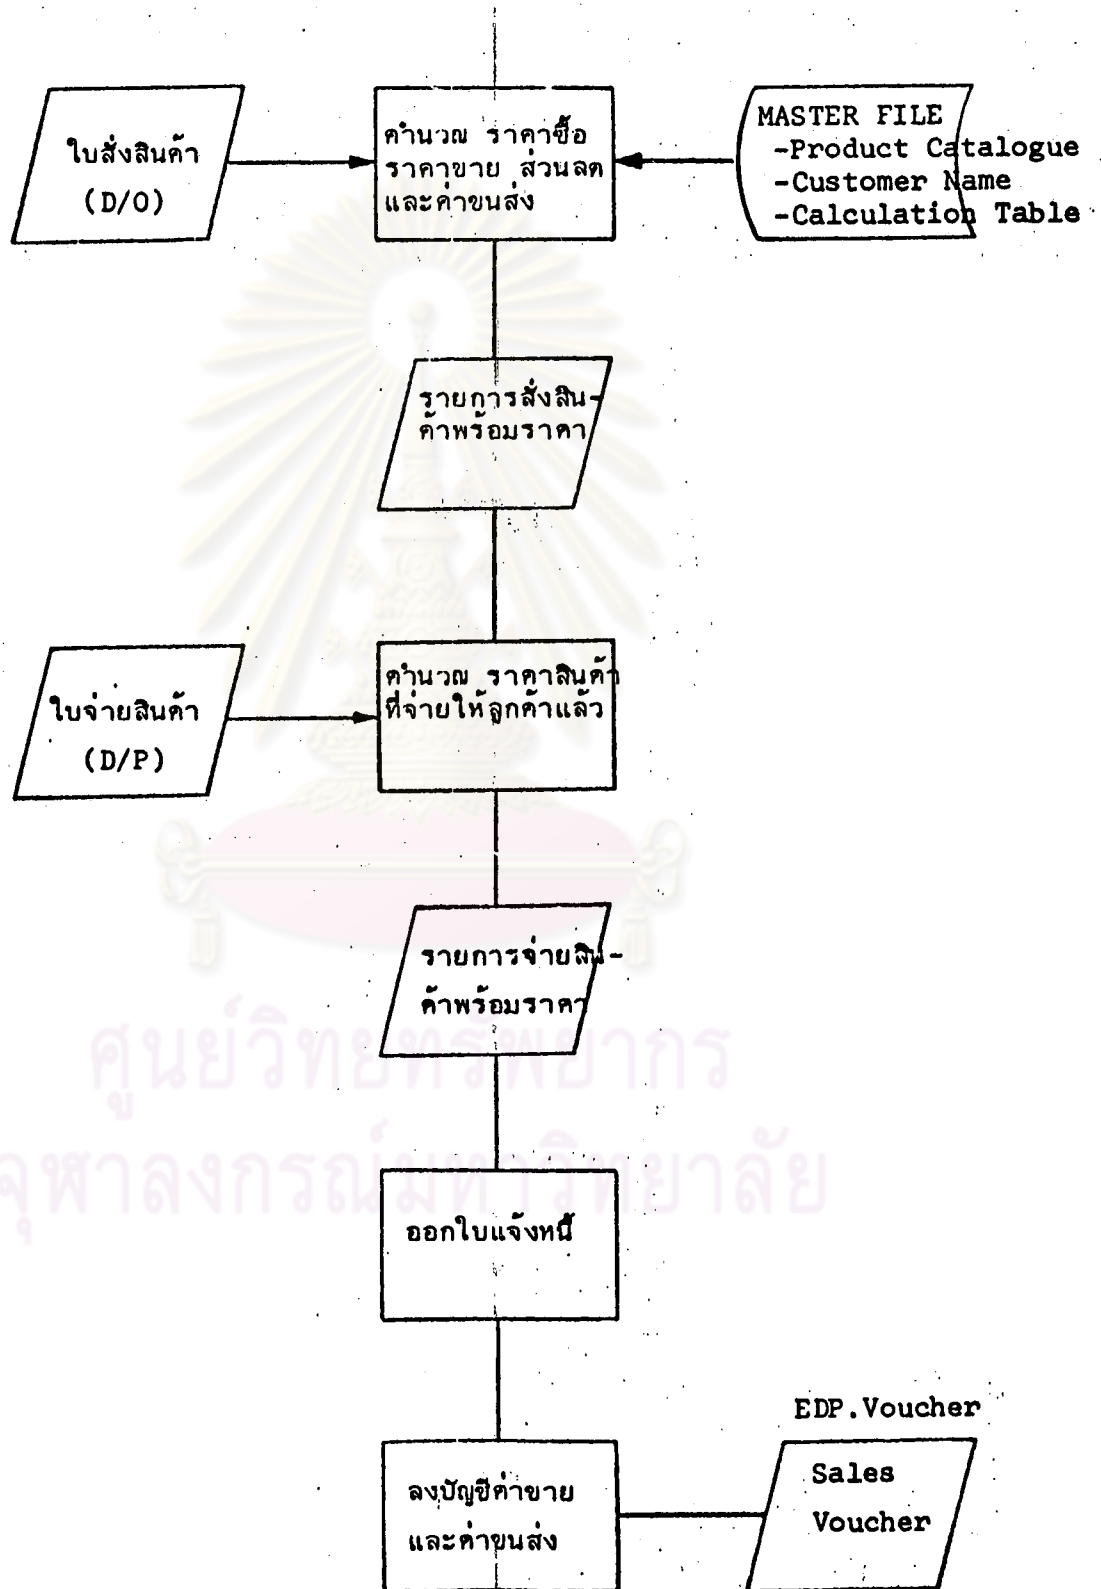 ใบสั่งสินค้า
(D/O)
คำนวณ ราคาซื้อ
ราคาขาย ส่วนลด
และค่าขนส่ง
MASTER FILE
-Product Catalogue
-Customer Name
-Calculation Table
รายการสั่งสิน-
ค้าพร้อมราคา
ใบจ่ายสินค้า
(D/P)
คำนวณ ราคาสินค้า
ที่จ่ายให้ลูกค้าแล้ว
รายการจ่ายสิน-
ค้าพร้อมราคา
ศูนย์วิทยทรัพยากร
จุฬาลงกรณ์มหาวิทยาลัย
ออกใบแจ้งหนี้
EDP.Voucher
ลงบัญชีค่าขาย
และค่าขนส่ง
Sales
Voucher